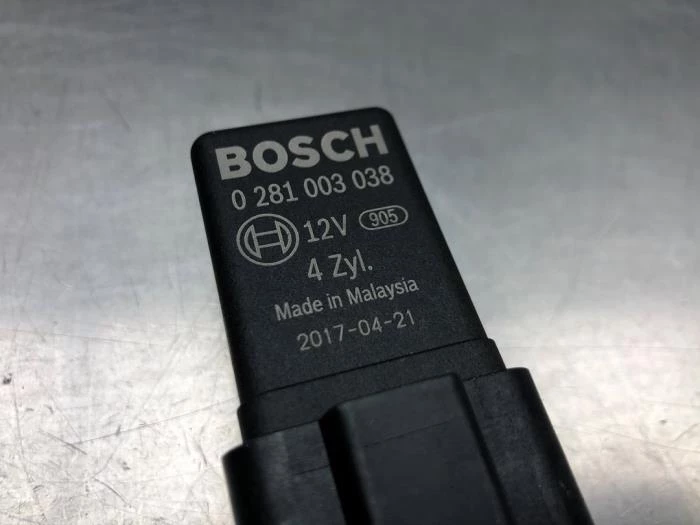 BOSCH
0 281 003 038
12V 905
4 Zyl.
Made in Malaysia
2017-04-21